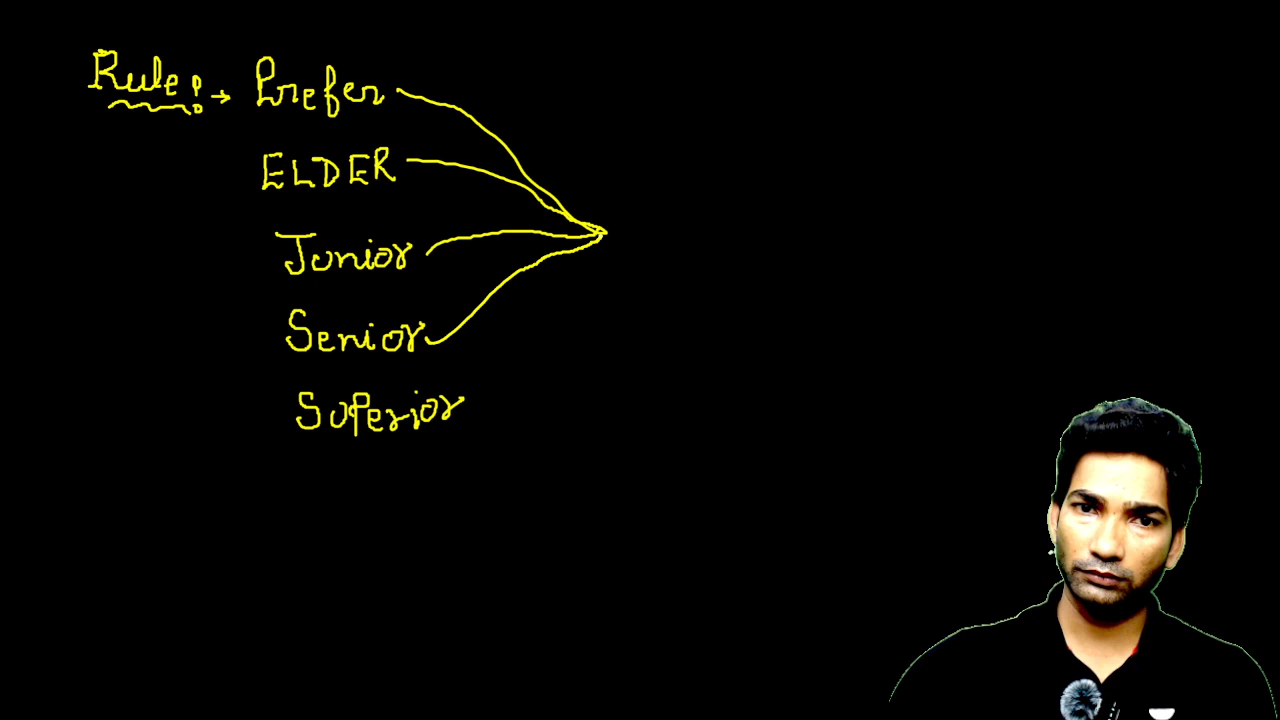 Rule: → Prefer
ELDER
Junior
Senior
Superior